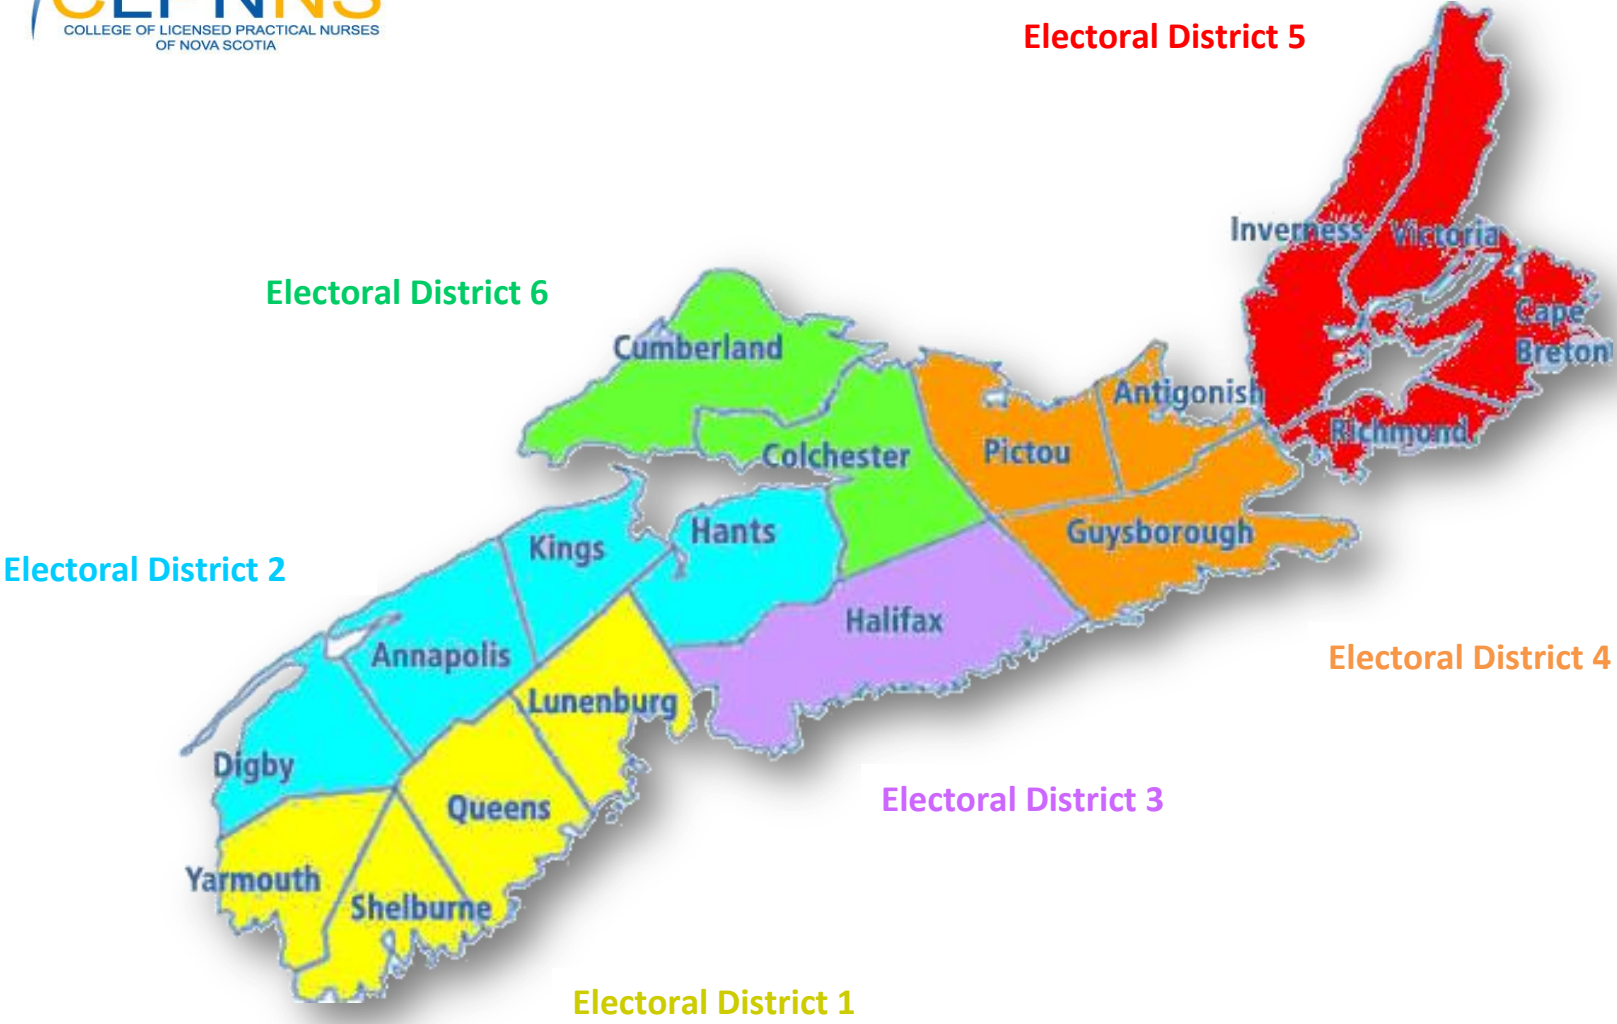 CLPNNS
COLLEGE OF LICENSED PRACTICAL NURSES
OF NOVA SCOTIA
Electoral District 5
Inverness
Victoria
Cape
Breton
Richmond
Electoral District 6
Cumberland
Colchester
Antigonish
Pictou
Guysborough
Electoral District 2
Kings
Hants
Annapolis
Digby
Halifax
Electoral District 4
Lunenburg
Queens
Electoral District 3
Yarmouth
Shelburne
Electoral District 1